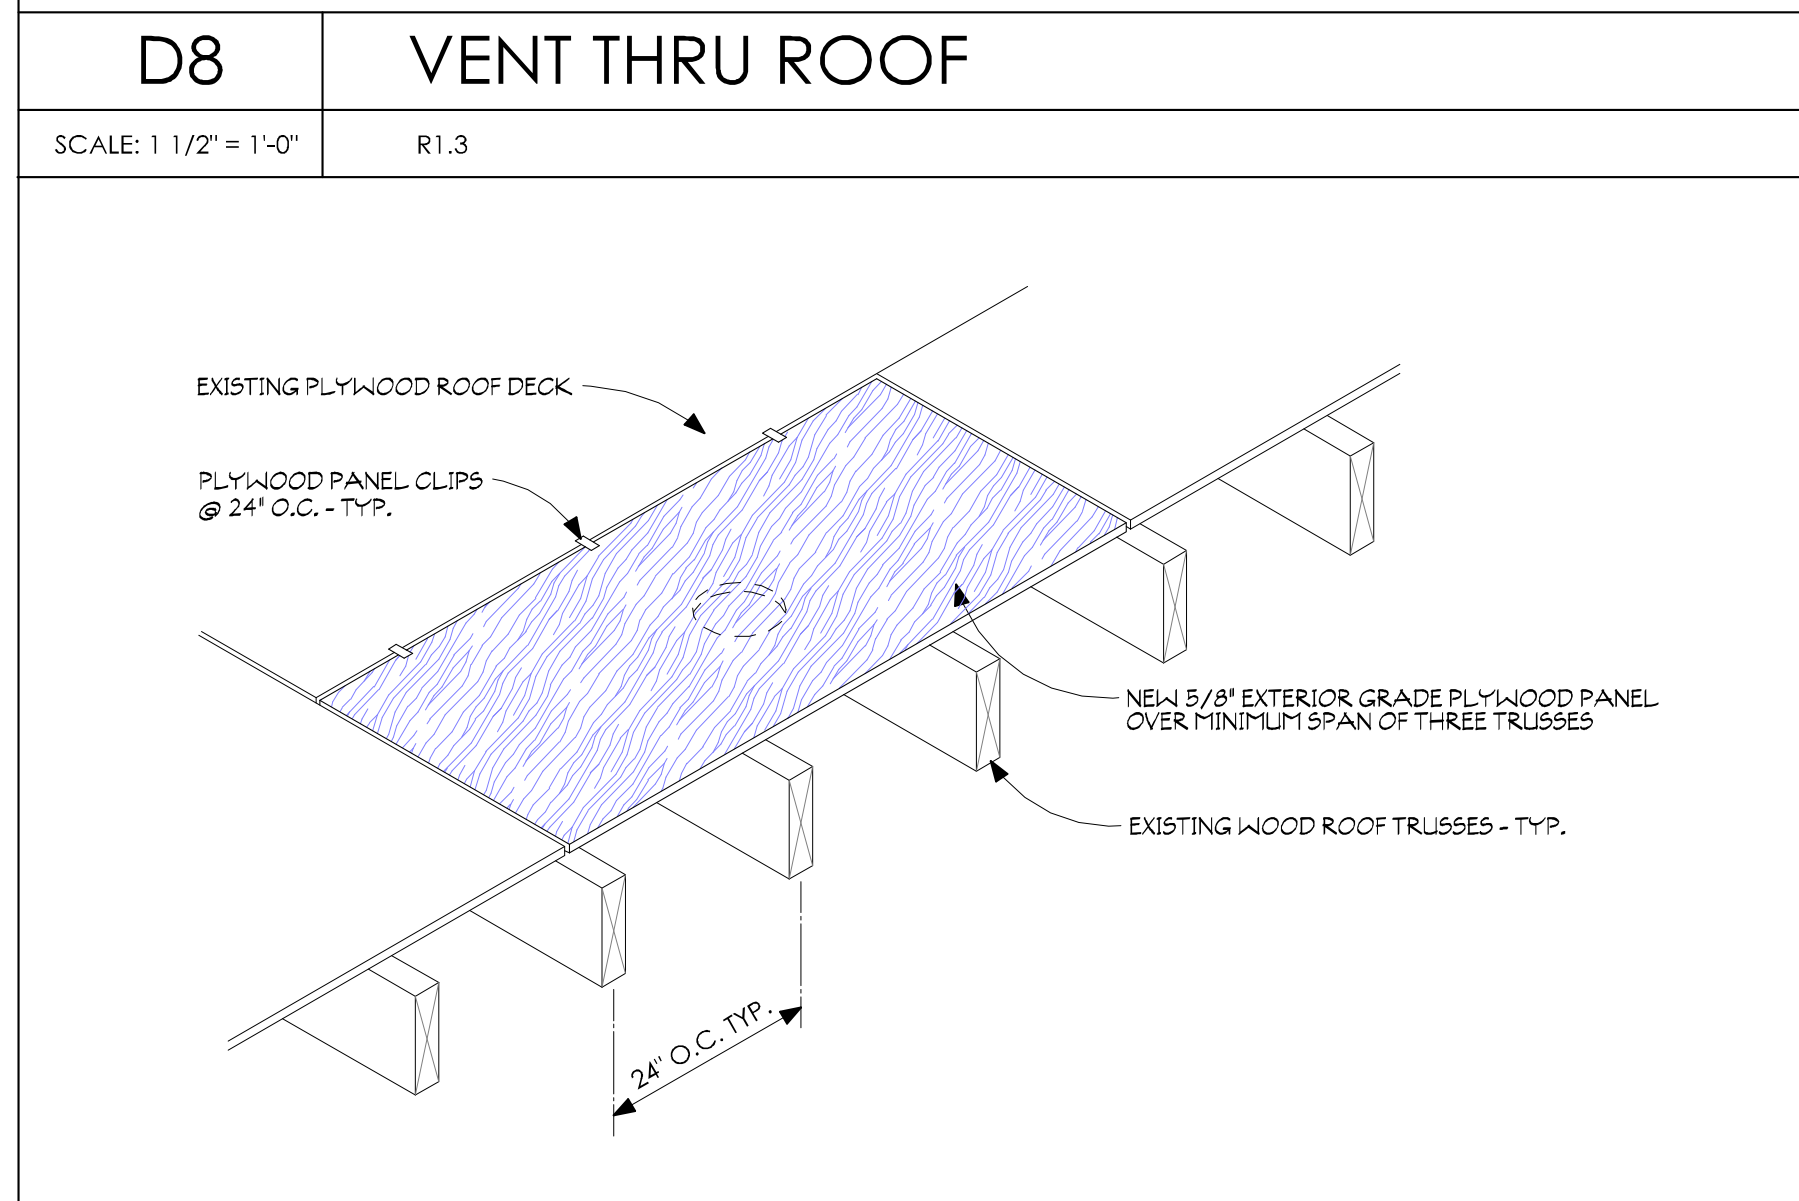 D8
VENT THRU ROOF
SCALE: 1 1/2" = 1'-0"
R1.3
EXISTING PLYWOOD ROOF DECK
PLYWOOD PANEL CLIPS
@ 24" O.C. - TYP.
NEW 5/8" EXTERIOR GRADE PLYWOOD PANEL
OVER MINIMUM SPAN OF THREE TRUSSES
EXISTING WOOD ROOF TRUSSES - TYP.
24" O.C. TYP.